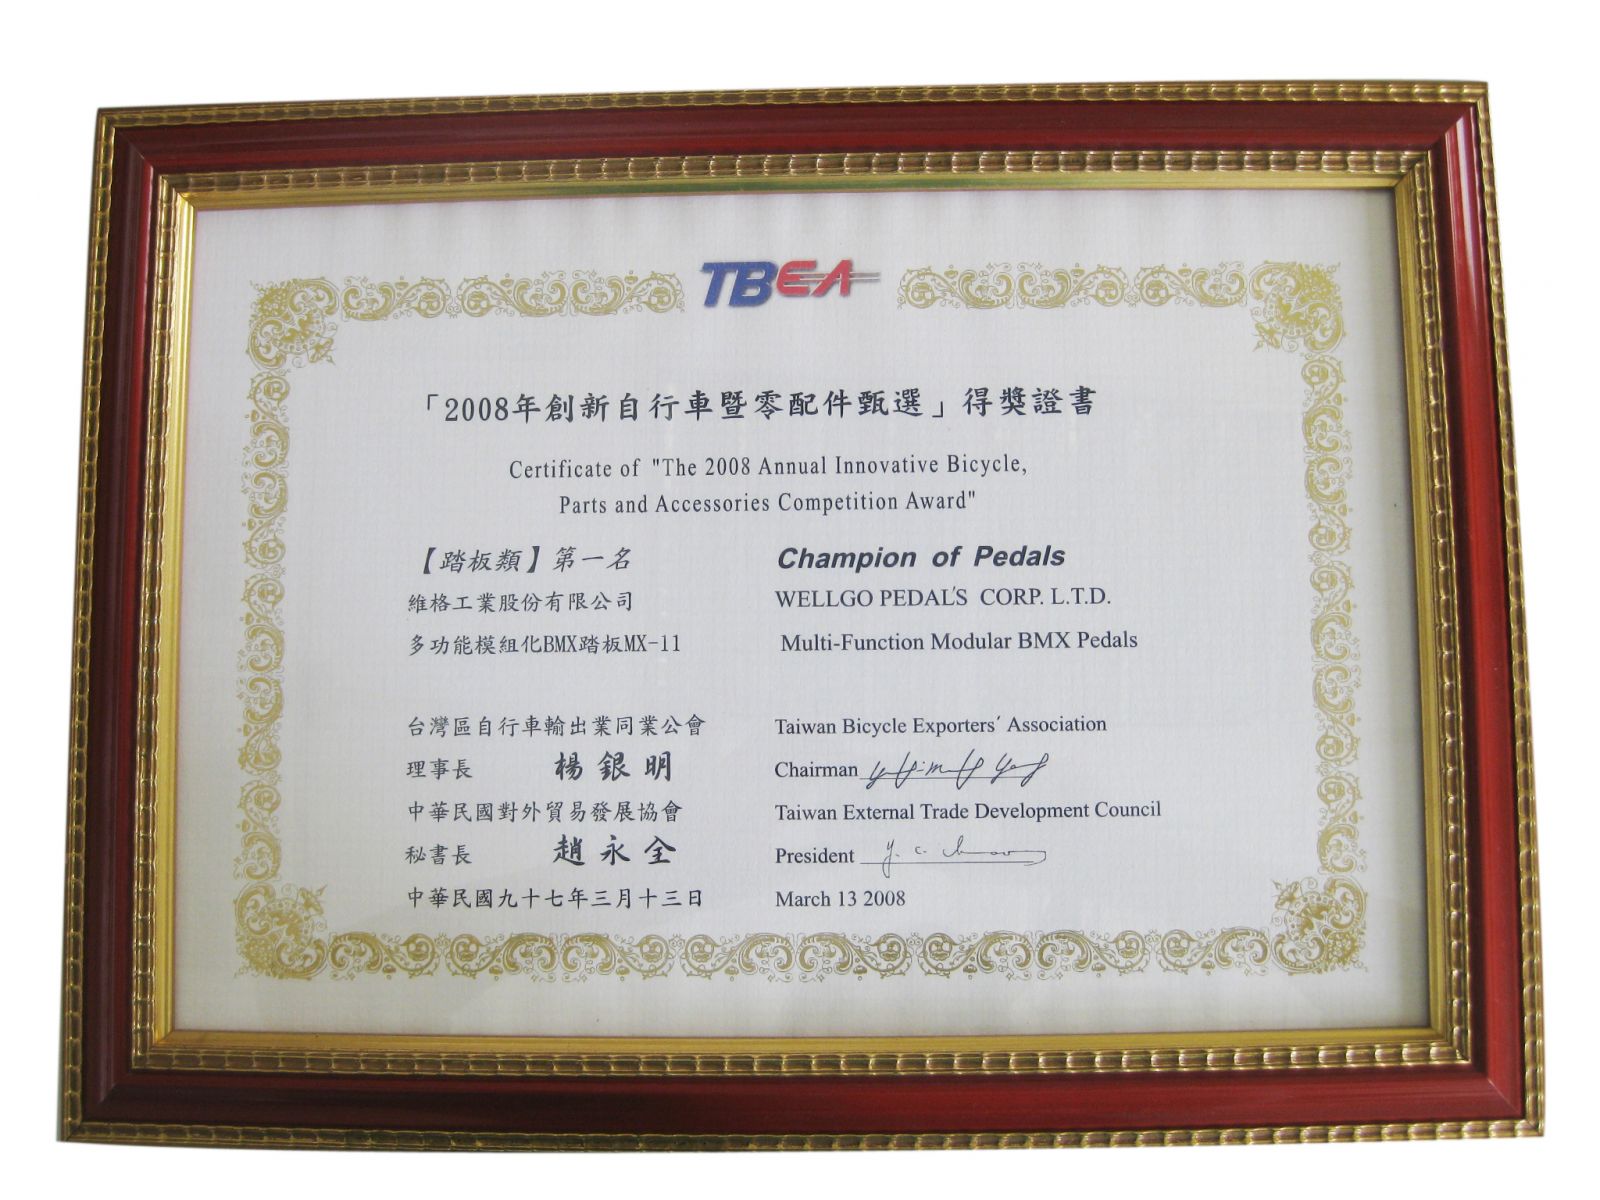 TBEA
「2008年創新自行車暨零配件甄選」得獎證書
Certificate of "The 2008 Annual Innovative Bicycle,
Parts and Accessories Competition Award"
【踏板類】第一名 Champion of Pedals
維格工業股份有限公司 WELLGO PEDAL'S CORP. L.T.D.
多功能模組化BMX踏板MX-11 Multi-Function Modular BMX Pedals
台灣區自行車輸出業同業公會 Taiwan Bicycle Exporters' Association
理事長 楊銀明 Chairman
中華民國對外貿易發展協會 Taiwan External Trade Development Council
秘書長 趙永全 President
中華民國九十七年三月十三日 March 13 2008